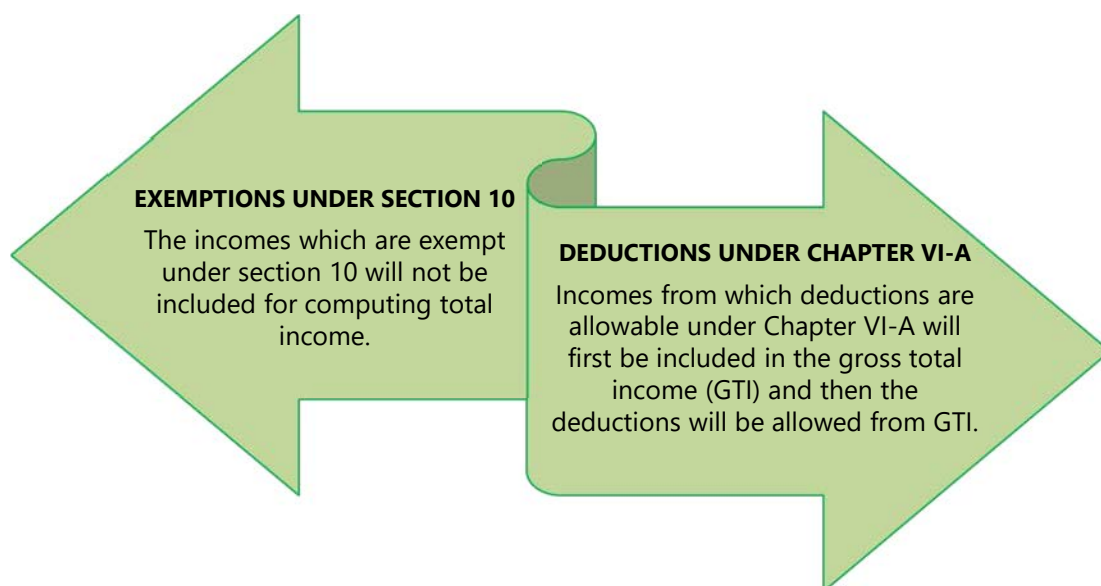 EXEMPTIONS UNDER SECTION 10
The incomes which are exempt
under section 10 will not be
included for computing total
income.
DEDUCTIONS UNDER CHAPTER VI-A
Incomes from which deductions are
allowable under Chapter VI-A will
first be included in the gross total
income (GTI) and then the
deductions will be allowed from GTI.